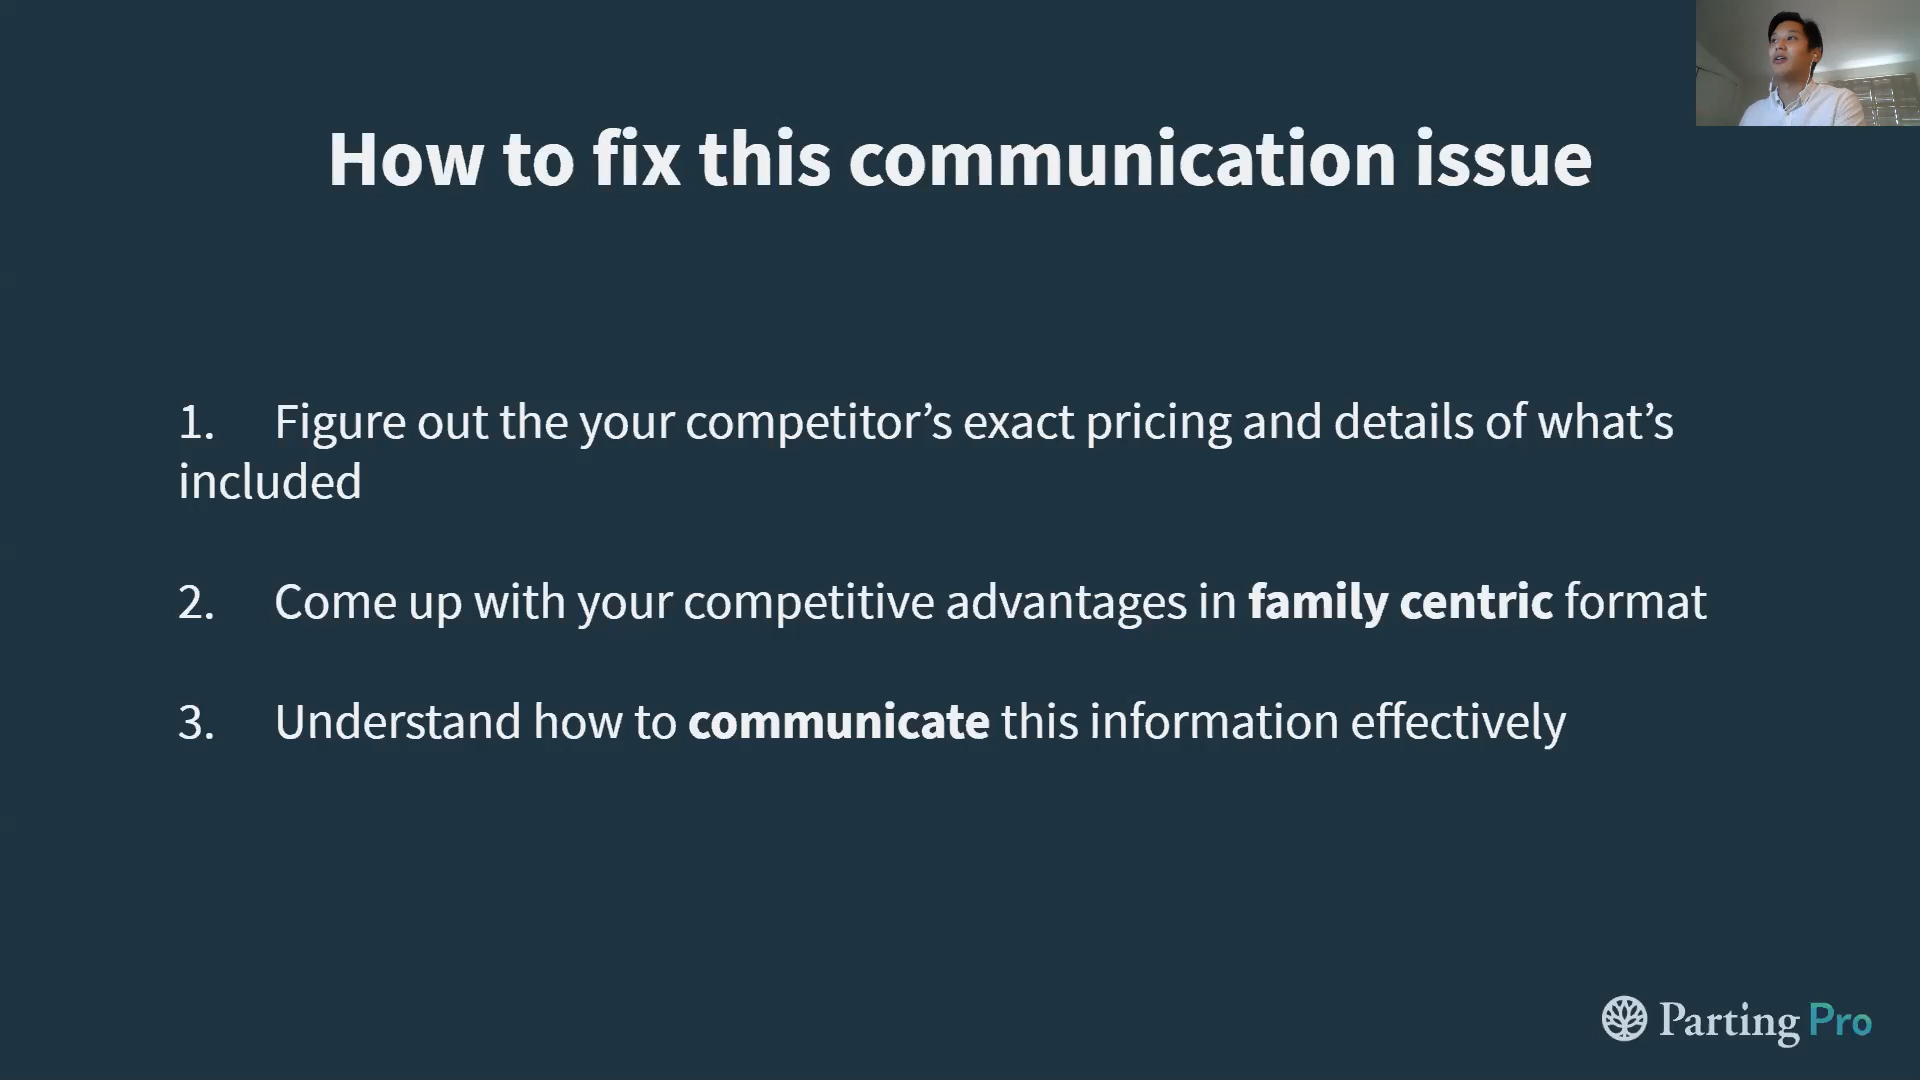 How to fix this communication issue
1. Figure out the your competitor’s exact pricing and details of what’s
included
2. Come up with your competitive advantages in family centric format
3. Understand how to communicate this information effectively
Parting Pro